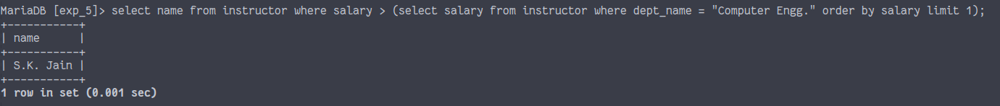 MariaDB [exp_5]> select name from instructor where salary > (select salary from instructor where dept_name = "Computer Engg." order by salary limit 1);
+-----------+
| name      |
+-----------+
| S.K. Jain |
+-----------+
1 row in set (0.001 sec)